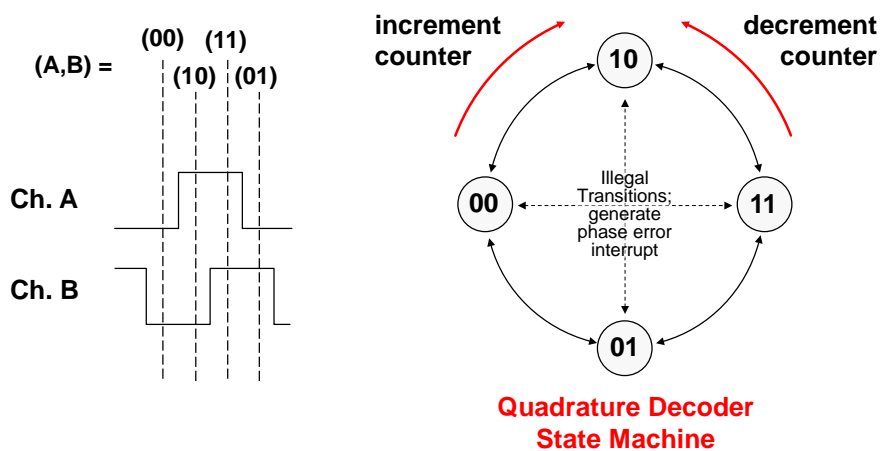 (A,B) =
(00)
(11)
(10)
(01)
Ch. A
Ch. B
increment
counter
decrement
counter
10
00
11
01
Illegal
Transitions;
generate
phase error
interrupt
Quadrature Decoder
State Machine